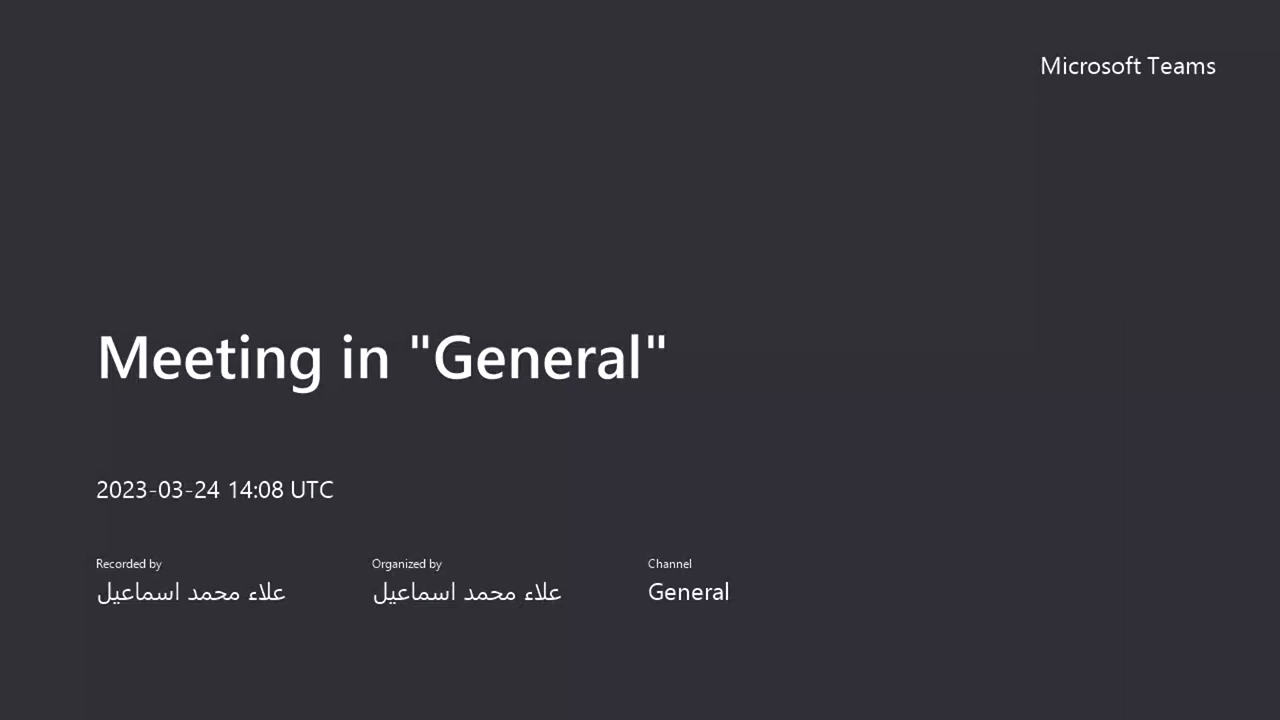 Microsoft Teams
Meeting in "General"
2023-03-24 14:08 UTC
Recorded by
علاء محمد اسماعيل
Organized by
علاء محمد اسماعيل
Channel
General